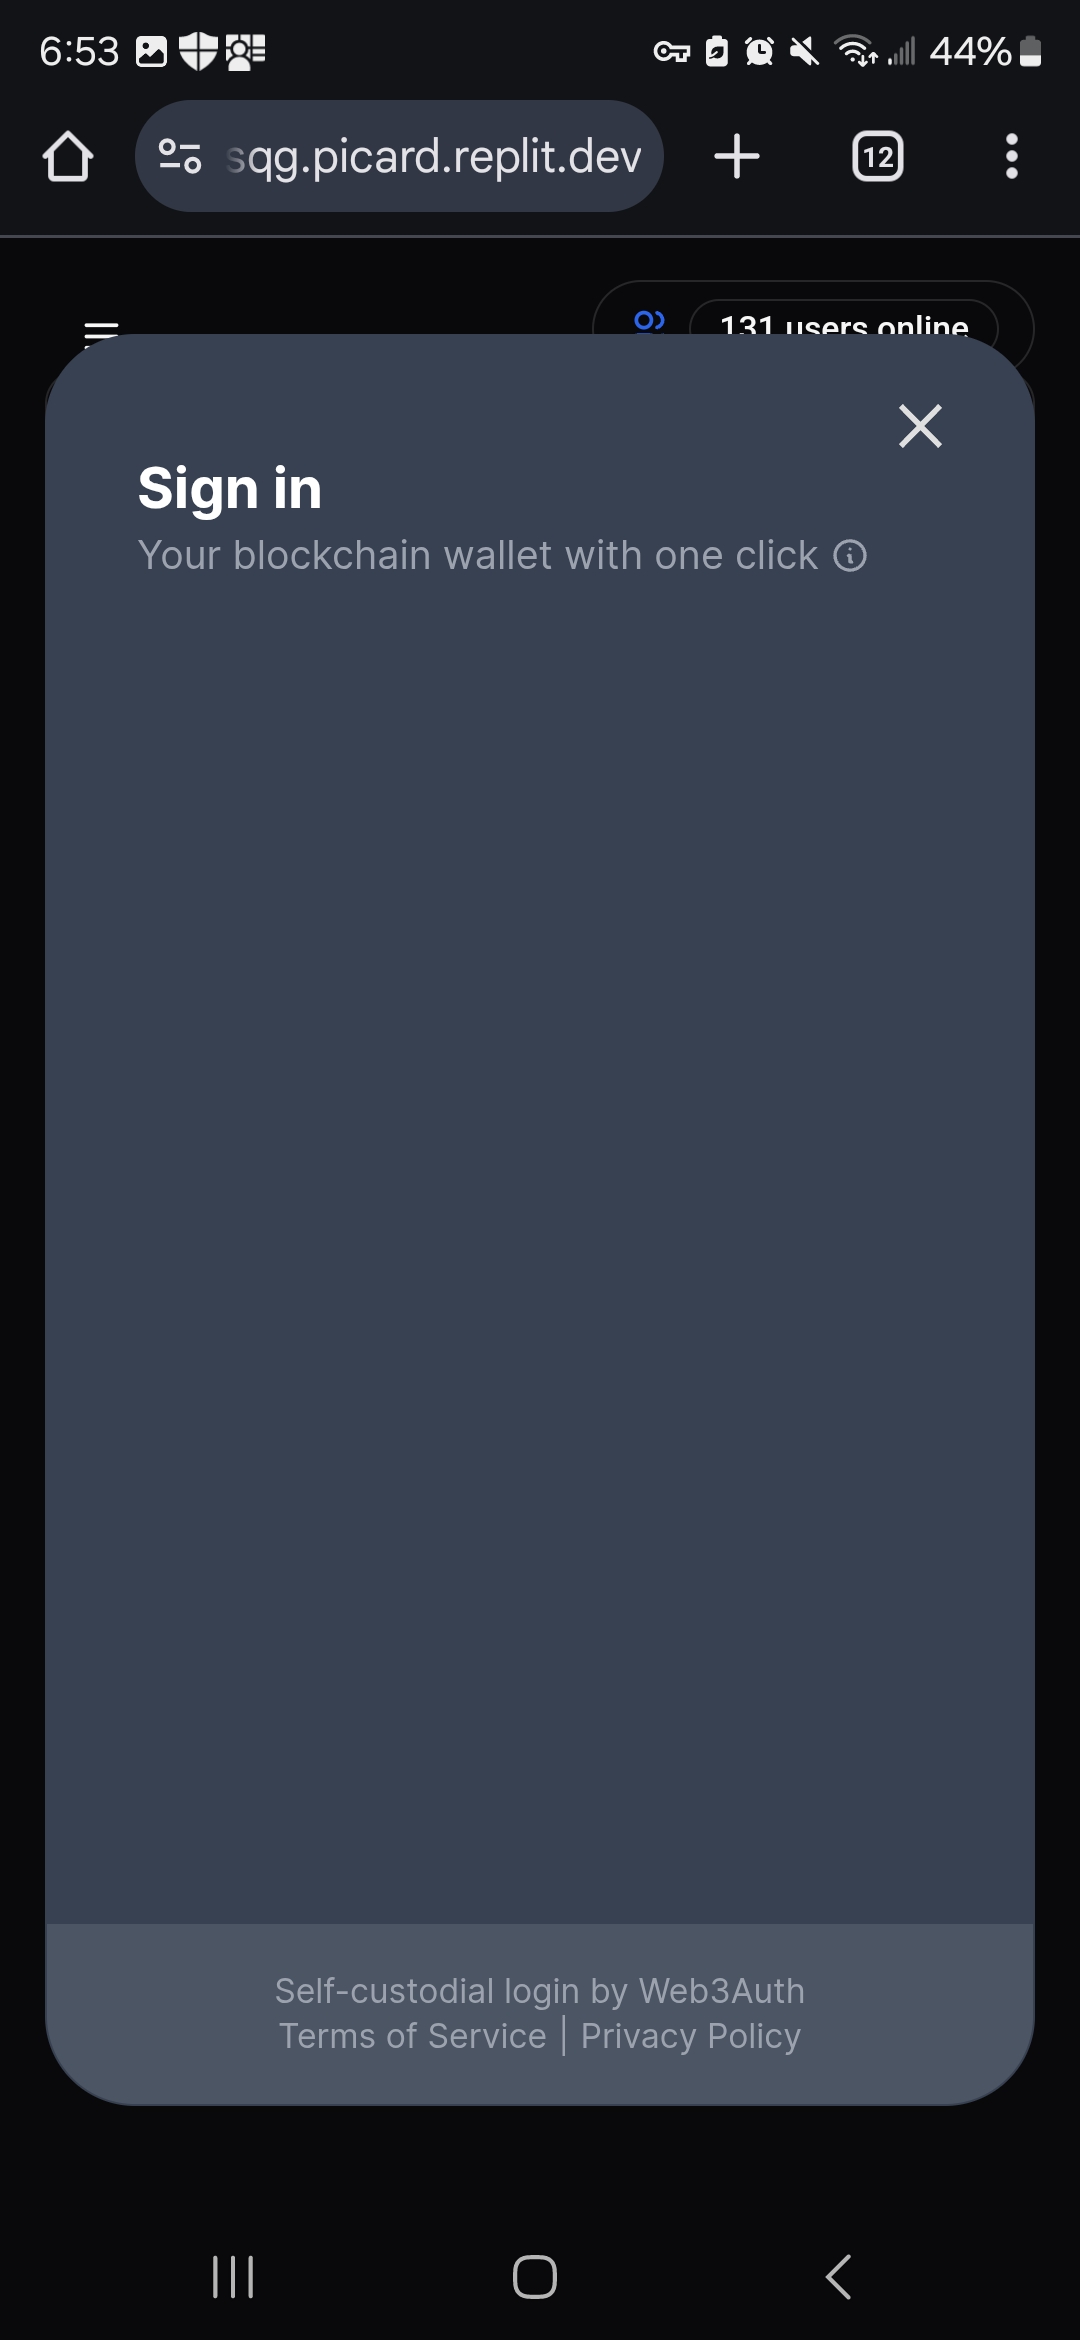 6:53
44%
sqg.picard.replit.dev
12
131 users online
Sign in
Your blockchain wallet with one click
Self-custodial login by Web3Auth
Terms of Service | Privacy Policy